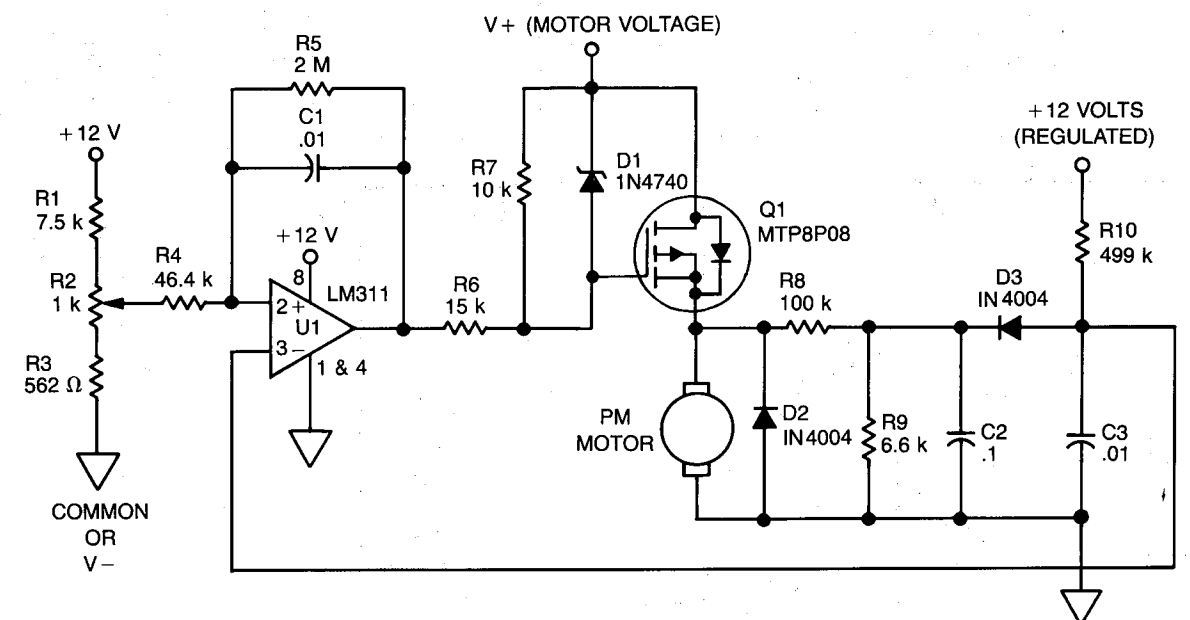 V+ (MOTOR VOLTAGE)
R5
2 M
C1
.01
+12 V
R1
7.5 k
R2
1 k
R3
562 Ω
COMMON
OR
V−
R4
46.4 k
+12 V
8
LM311
2+
U1
3−
1 & 4
R6
15 k
R7
10 k
D1
1N4740
Q1
MTP8P08
R8
100 k
PM
MOTOR
D2
IN4004
R9
6.6 k
C2
.1
D3
IN4004
+12 VOLTS
(REGULATED)
R10
499 k
C3
.01